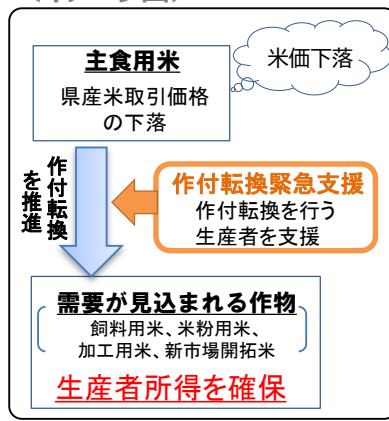 主食用米
県産米取引価格
の下落
米価下落
作付転換
を推進
作付転換緊急支援
作付転換を行う
生産者を支援
需要が見込まれる作物
飼料用米、米粉用米、
加工用米、新市場開拓米
生産者所得を確保